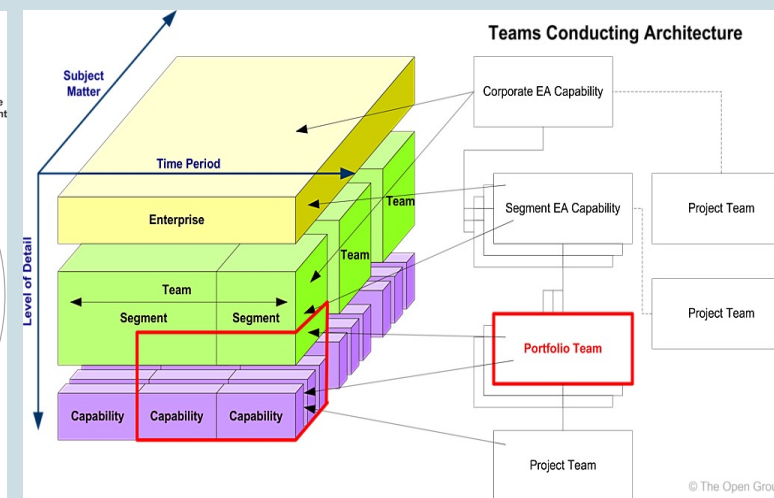 Teams Conducting Architecture
Subject
Matter
Corporate EA Capability
Time Period
Team
Enterprise
Segment EA Capability
Project Team
Level of Detail
Team
Team
Segment
Segment
Project Team
Portfolio Team
Capability
Capability
Capability
Project Team
© The Open Grou